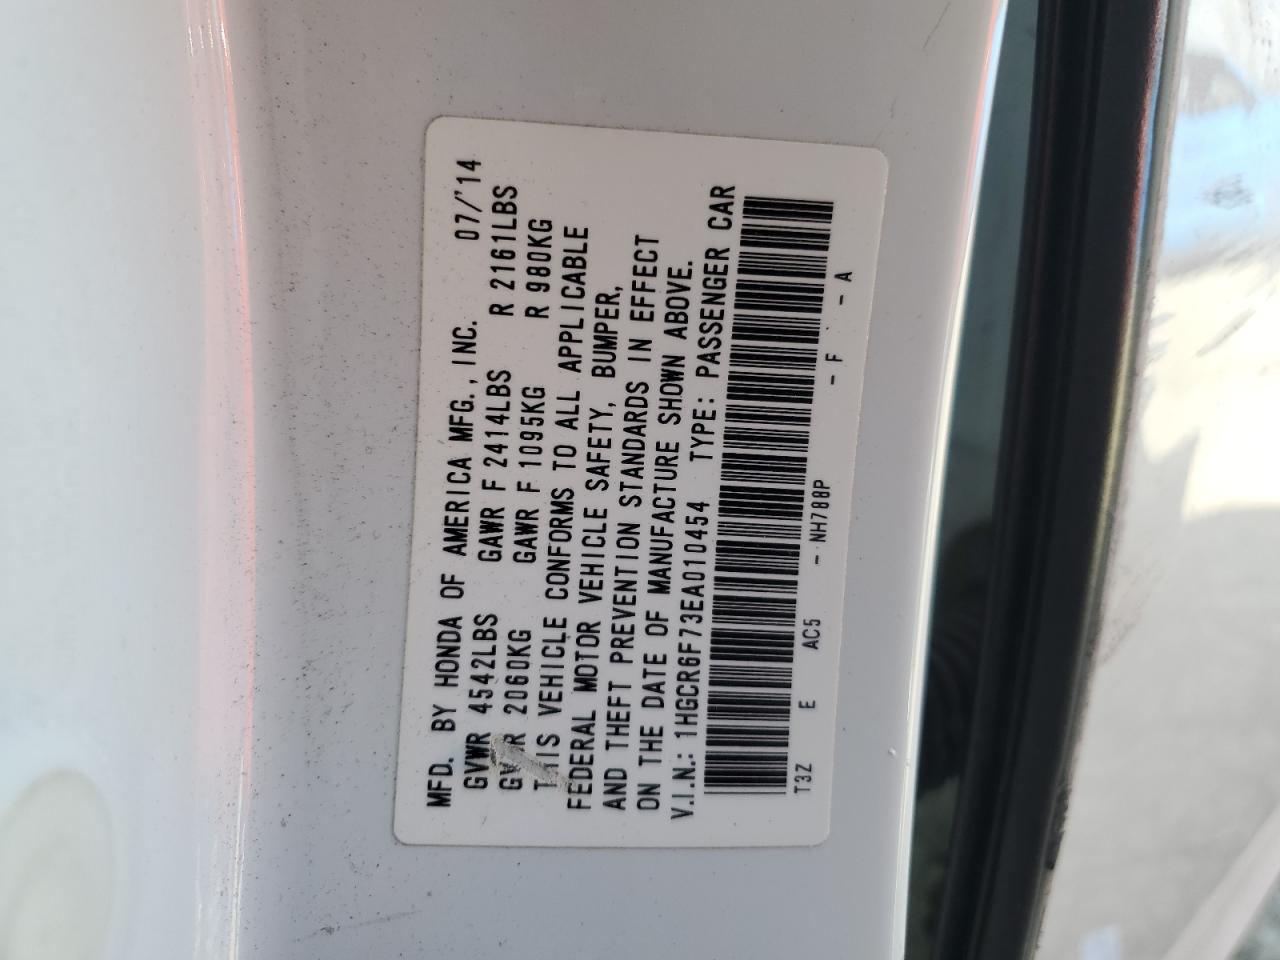 MFD. BY HONDA OF AMERICA MFG., INC. 07/'14
GVWR 4542LBS GAWR F 2414LBS R 2161LBS
GVWR 2060KG GAWR F 1095KG R 980KG
THIS VEHICLE CONFORMS TO ALL APPLICABLE
FEDERAL MOTOR VEHICLE SAFETY, BUMPER,
AND THEFT PREVENTION STANDARDS IN EFFECT
ON THE DATE OF MANUFACTURE SHOWN ABOVE.
V.I.N.: 1HGCR6F73EA010454 TYPE: PASSENGER CAR
T3Z E AC5 - NH788P - F - A